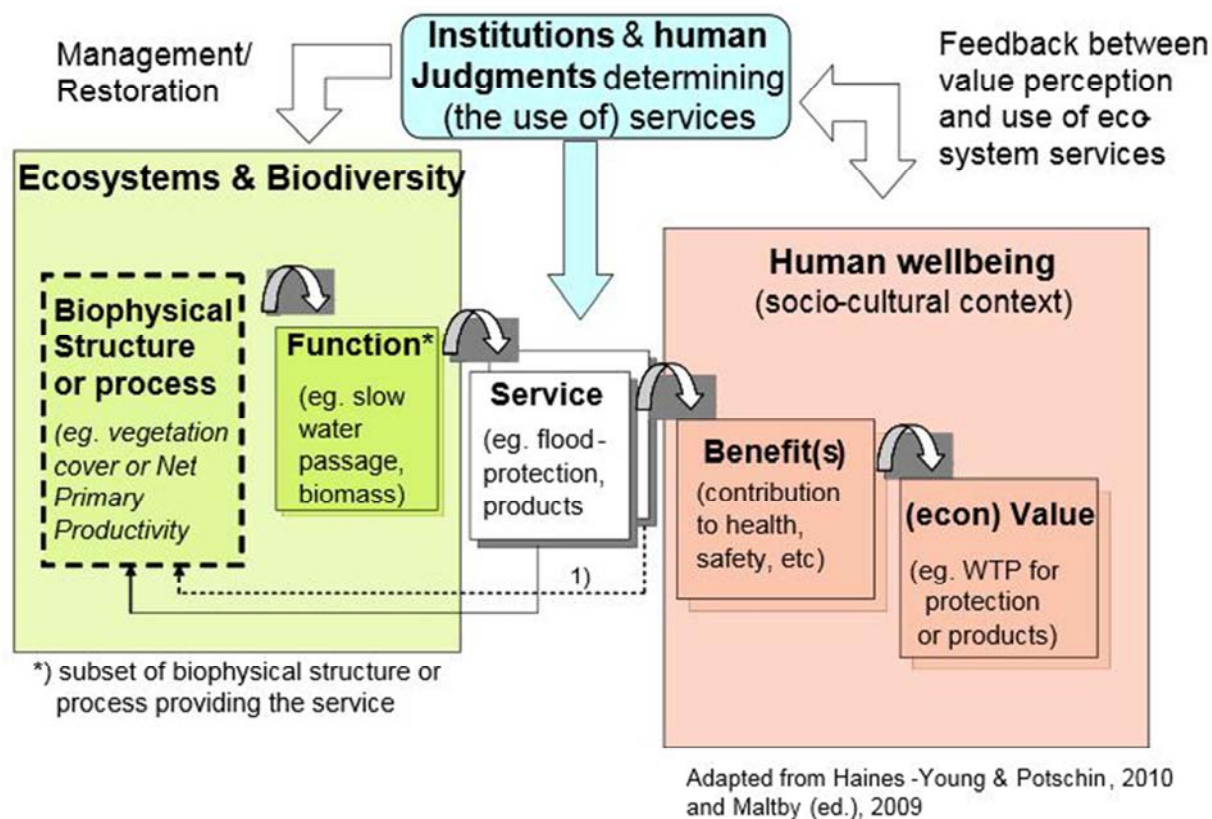 Management/
Restoration
Institutions & human
Judgments determining
(the use of) services
Feedback between
value perception
and use of eco-
system services
Ecosystems & Biodiversity
Biophysical
Structure
or process
(eg. vegetation
cover or Net
Primary
Productivity
Function*
(eg. slow
water
passage,
biomass)
Service
(eg. flood-
protection,
products
Human wellbeing
(socio-cultural context)
Benefit(s)
(contribution
to health,
safety, etc)
(econ) Value
(eg. WTP for
protection
or products)
1)
*) subset of biophysical structure or
process providing the service
Adapted from Haines -Young & Potschin, 2010
and Maltby (ed.), 2009